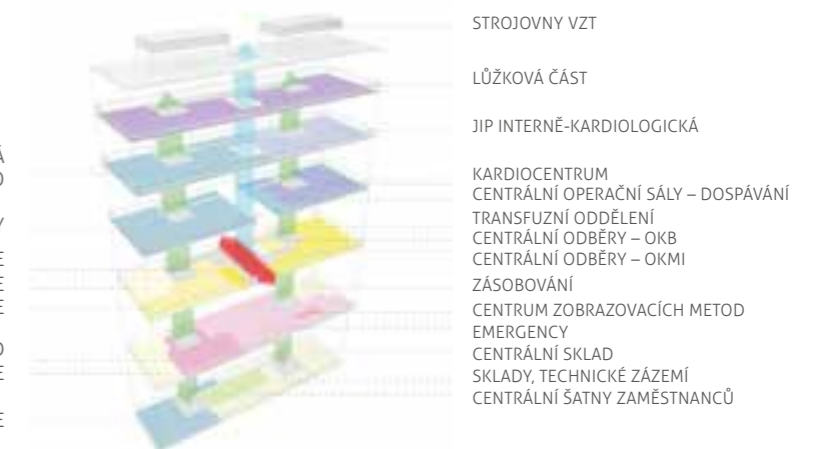 STROJOVNY VZT
LŮŽKOVÁ ČÁST
JIP INTERNĚ-KARDIOLOGICKÁ
KARDIOCENTRUM
CENTRÁLNÍ OPERAČNÍ SÁLY – DOSPÁVÁNÍ
TRANSFUZNÍ ODDĚLENÍ
CENTRÁLNÍ ODBĚRY – OKB
CENTRÁLNÍ ODBĚRY – OKMI
ZÁSOBOVÁNÍ
CENTRUM ZOBRAZOVACÍCH METOD
EMERGENCY
CENTRÁLNÍ SKLAD
SKLADY, TECHNICKÉ ZÁZEMÍ
CENTRÁLNÍ ŠATNY ZAMĚSTNANCŮ